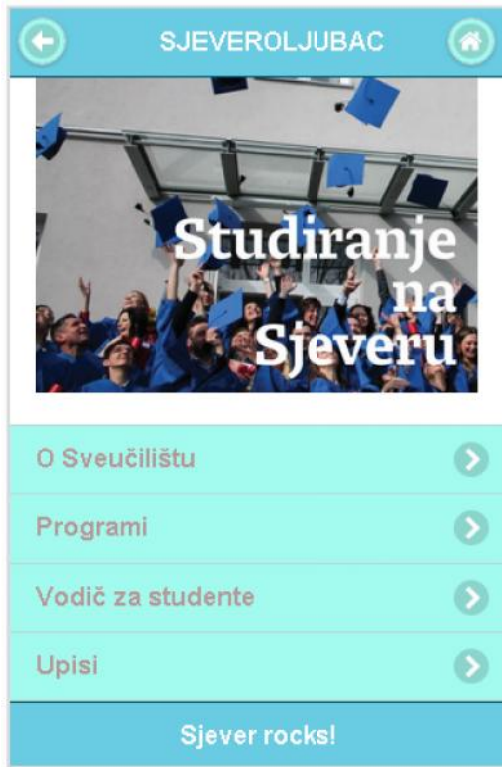 SJEVEROLJUBAC
Studiranje
na
Sjeveru
O Sveučilištu
Programi
Vodič za studente
Upisi
Sjever rocks!